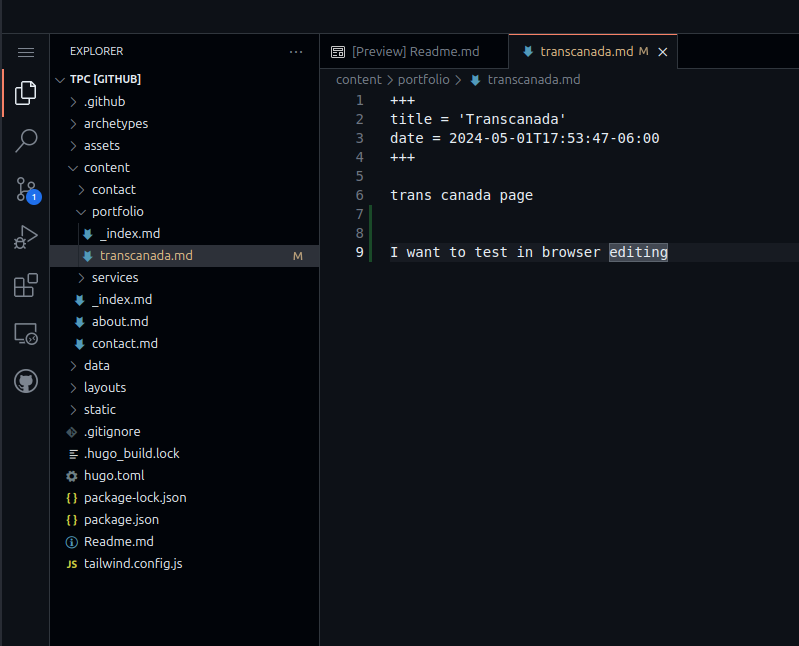 EXPLORER
TPC [GITHUB]
.github
archetypes
assets
content
contact
portfolio
_index.md
transcanada.md M
services
_index.md
about.md
contact.md
data
layouts
static
.gitignore
.hugo_build.lock
hugo.toml
{} package-lock.json
{} package.json
Readme.md
JS tailwind.config.js
1
[Preview] Readme.md
transcanada.md M
content > portfolio > transcanada.md
1 +++
2 title = 'Transcanada'
3 date = 2024-05-01T17:53:47-06:00
4 +++
5
6 trans canada page
7
8
9 I want to test in browser editing